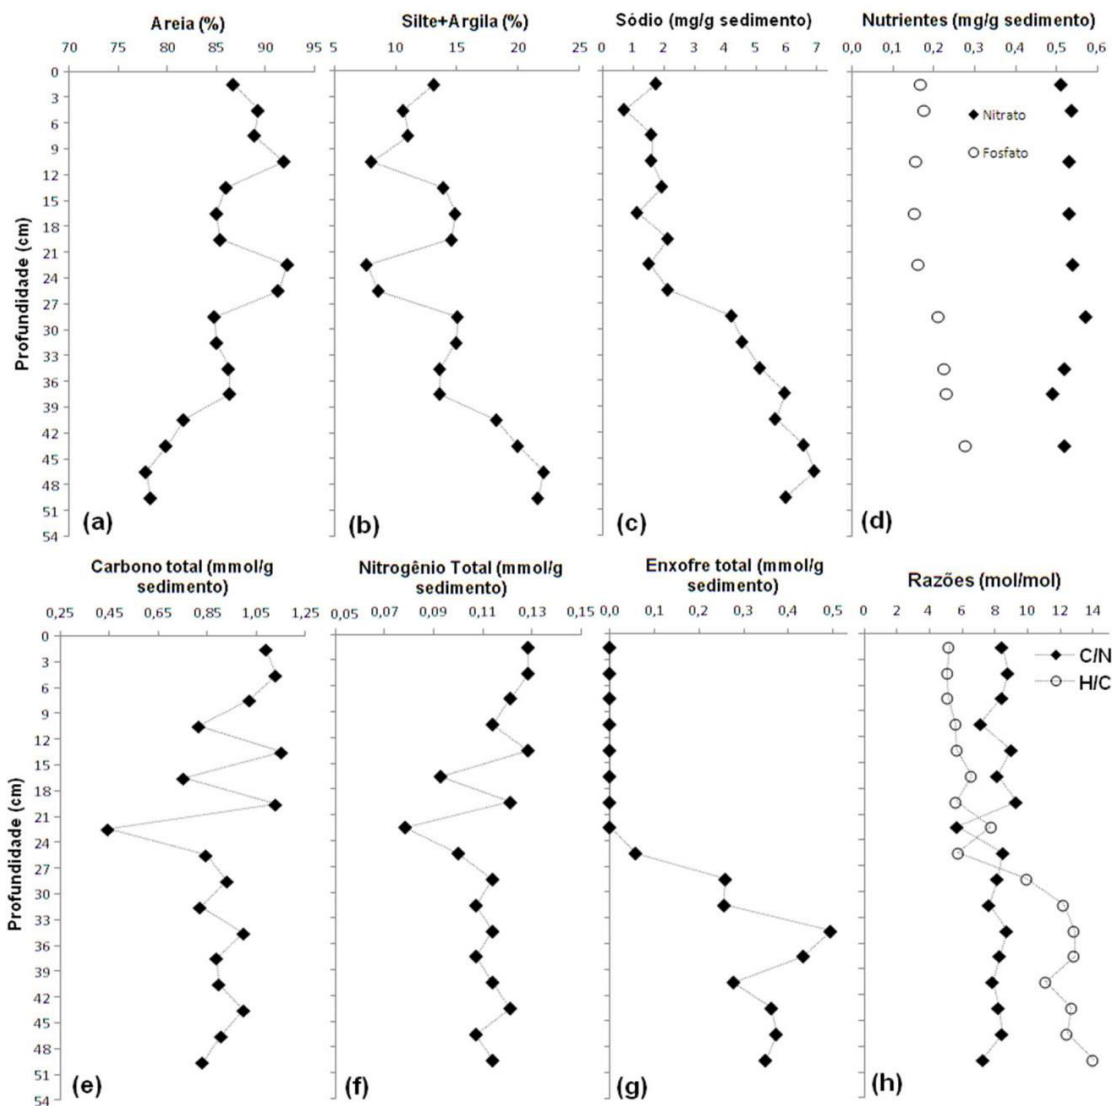 Areia (%)
70 75 80 85 90 95
Silte+Argila (%)
5 10 15 20 25
Sódio (mg/g sedimento)
0 1 2 3 4 5 6 7
Nutrientes (mg/g sedimento)
0,0 0,1 0,2 0,3 0,4 0,5 0,6
Profundidade (cm)
0
3
6
9
12
15
18
21
24
27
30
33
36
39
42
45
48
51
54
Nitrato
Fosfato
(a)
(b)
(c)
(d)
Carbono total (mmol/g
sedimento)
0,25 0,45 0,65 0,85 1,05 1,25
Nitrogênio Total (mmol/g
sedimento)
0,05 0,07 0,09 0,11 0,13 0,15
Enxofre total (mmol/g
sedimento)
0,0 0,1 0,2 0,3 0,4 0,5
Razões (mol/mol)
0 2 4 6 8 10 12 14
Profundidade (cm)
0
3
6
9
12
15
18
21
24
27
30
33
36
39
42
45
48
51
54
C/N
H/C
(e)
(f)
(g)
(h)